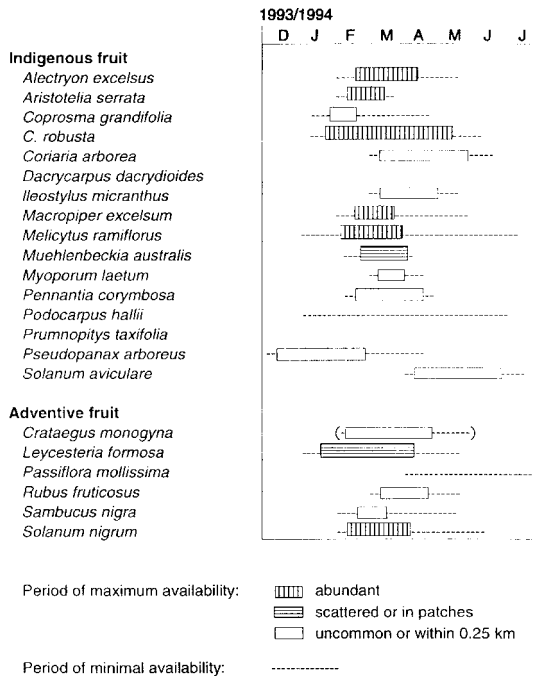 1993/1994
D J F M A M J J
Indigenous fruit
Alectryon excelsus
Aristotelia serrata
Coprosma grandifolia
C. robusta
Coriaria arborea
Dacrycarpus dacrydioides
Ileostylus micranthus
Macropiper excelsum
Melicytus ramiflorus
Muehlenbeckia australis
Myoporum laetum
Pennantia corymbosa
Podocarpus hallii
Prumnopitys taxifolia
Pseudopanax arboreus
Solanum aviculare
Adventive fruit
Crataegus monogyna
Leycesteria formosa
Passiflora mollissima
Rubus fruticosus
Sambucus nigra
Solanum nigrum
Period of maximum availability: abundant
scattered or in patches
uncommon or within 0.25 km
Period of minimal availability: